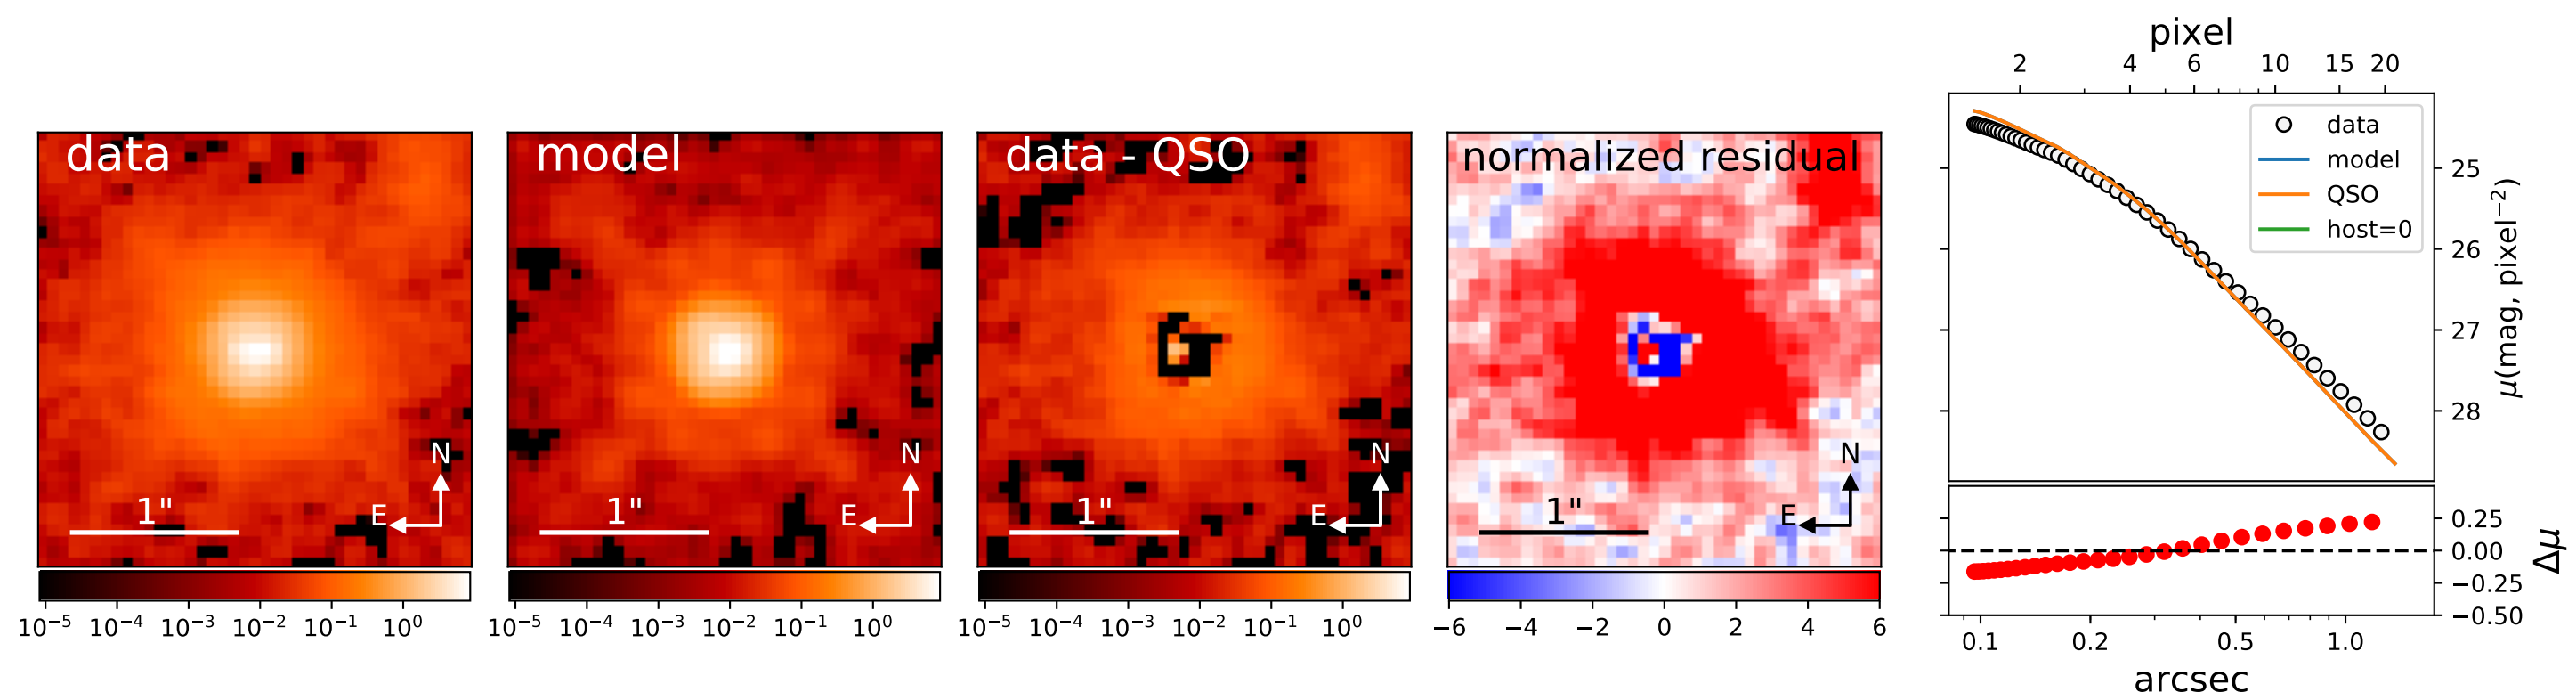 data
N
E
1"
10⁻⁵ 10⁻⁴ 10⁻³ 10⁻² 10⁻¹ 10⁰
model
N
E
1"
10⁻⁵ 10⁻⁴ 10⁻³ 10⁻² 10⁻¹ 10⁰
data - QSO
N
E
1"
10⁻⁵ 10⁻⁴ 10⁻³ 10⁻² 10⁻¹ 10⁰
normalized residual
N
E
1"
−6 −4 −2 0 2 4 6
pixel
2 4 6 10 15 20
data
model
QSO
host=0
25
26
27
28
μ(mag, pixel⁻²)
0.25
0.00
−0.25
−0.50
Δμ
0.1 0.2 0.5 1.0
arcsec